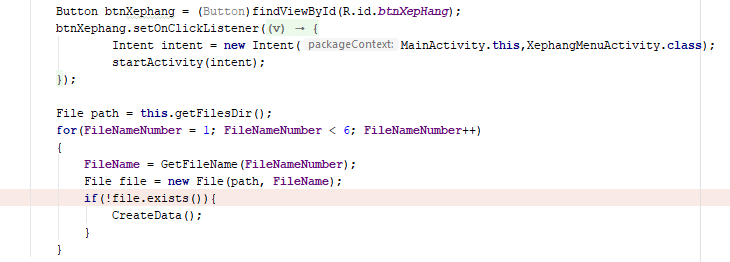 Button btnXephang = (Button)findViewById(R.id.btnXepHang);
btnXephang.setOnClickListener((v) → {
Intent intent = new Intent( packageContext: MainActivity.this,XephangMenuActivity.class);
startActivity(intent);
});
File path = this.getFilesDir();
for(FileNameNumber = 1; FileNameNumber < 6; FileNameNumber++)
{
FileName = GetFileName(FileNameNumber);
File file = new File(path, FileName);
if(!file.exists()){
CreateData();
}
}